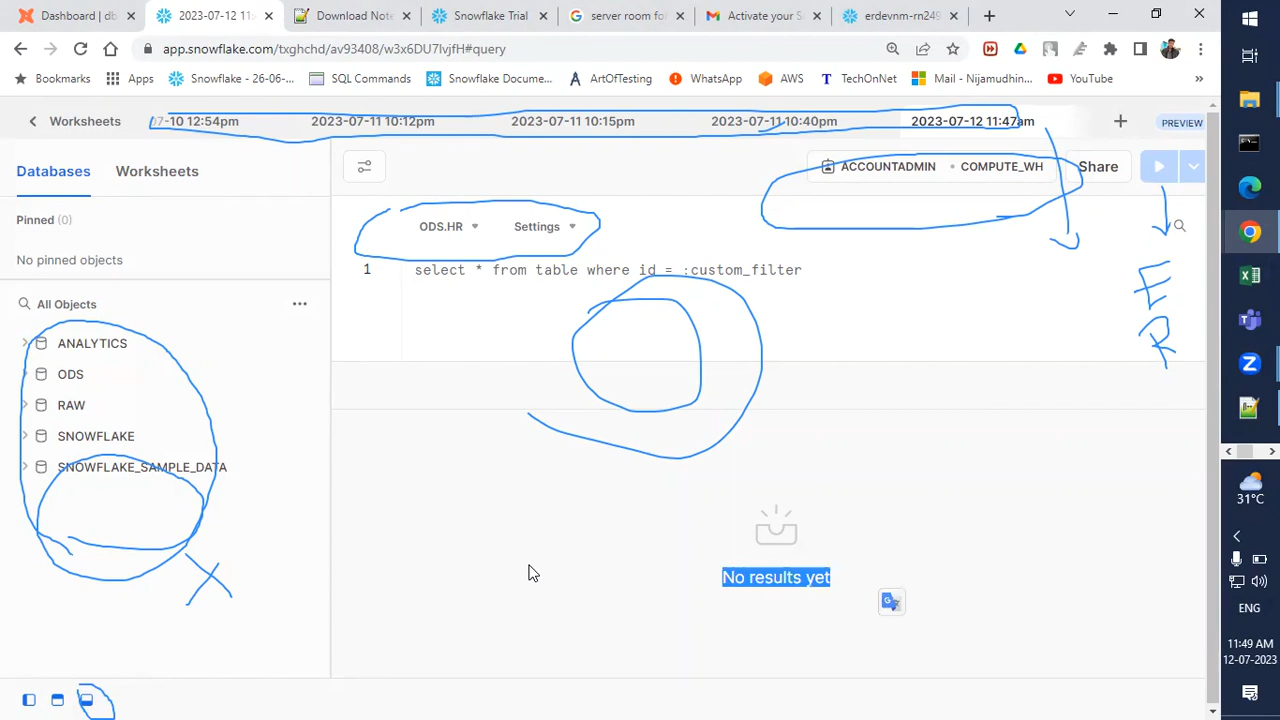 Dashboard | db
2023-07-12 11:4
Download Note
Snowflake Trial
server room fo
Activate your S
erdevnm-rn249
app.snowflake.com/txghchd/av93408/w3x6DU7IvjfH#query
Bookmarks
Apps
Snowflake - 26-06-...
SQL Commands
Snowflake Docume...
ArtOfTesting
WhatsApp
AWS
TechOnNet
Mail - Nijamudhin...
YouTube
»
Worksheets
07-10 12:54pm
2023-07-11 10:12pm
2023-07-11 10:15pm
2023-07-11 10:40pm
2023-07-12 11:47am
PREVIEW
Databases
Worksheets
ACCOUNTADMIN • COMPUTE_WH
Share
Pinned (0)
No pinned objects
ODS.HR
Settings
1 select * from table where id = :custom_filter
All Objects
ANALYTICS
ODS
RAW
SNOWFLAKE
SNOWFLAKE_SAMPLE_DATA
No results yet
E
R
X
31°C
ENG
11:49 AM
12-07-2023